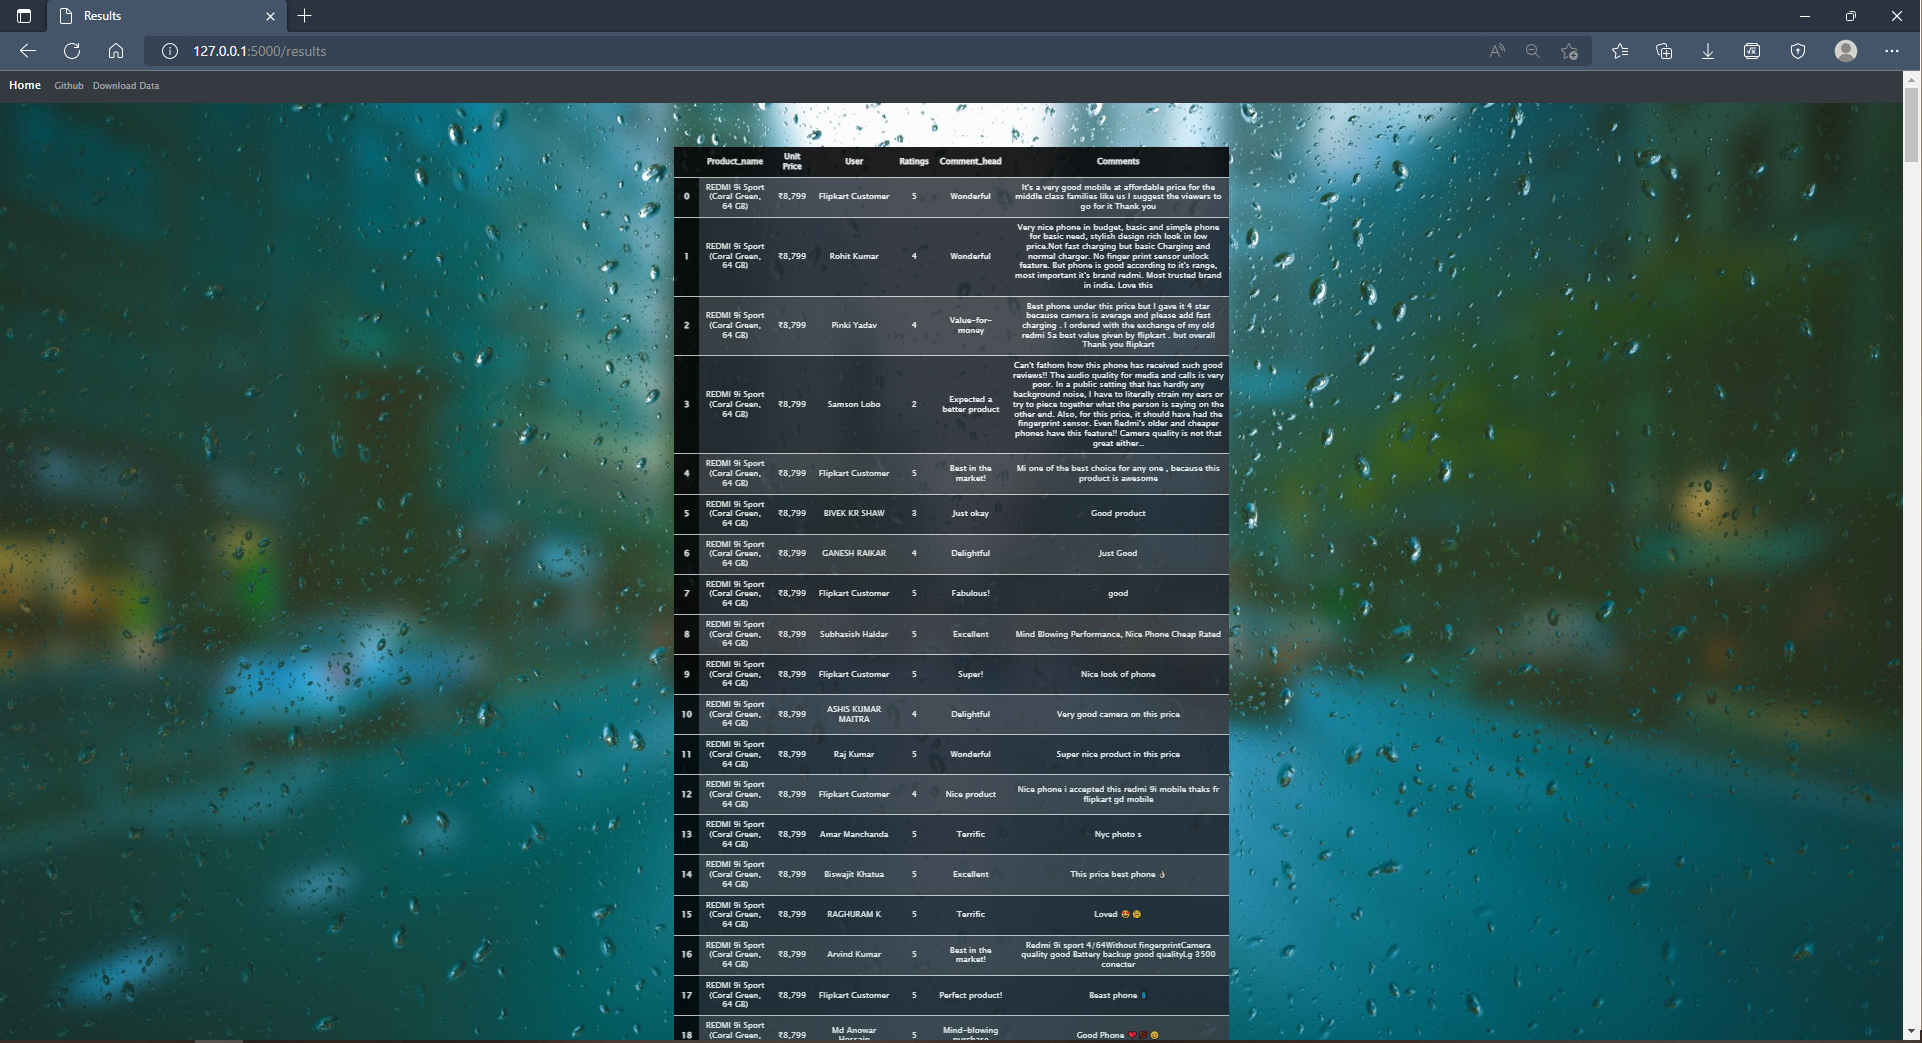 Results
127.0.0.1:5000/results
Home Github Download Data
Product_name Unit Price User Ratings Comment_head Comments
0 REDMI 9i Sport (Coral Green, 64 GB) ₹8,799 Flipkart Customer 5 Wonderful It's a very good mobile at affordable price for the middle class families like us I suggest the viewers to go for it Thank you
1 REDMI 9i Sport (Coral Green, 64 GB) ₹8,799 Rohit Kumar 4 Wonderful Very nice phone in budget, basic and simple phone for basic need, stylish design rich look in low price.Not fast charging but basic Charging and normal charger. No finger print sensor unlock feature. But phone is good according to it's range, most important it's brand redmi. Most trusted brand in india. Love this
2 REDMI 9i Sport (Coral Green, 64 GB) ₹8,799 Pinki Yadav 4 Value-for-money Best phone under this price but I gave it 4 star because camera is average and please add fast charging . I ordered with the exchange of my old redmi 5a best value given by flipkart . but overall Thank you flipkart
3 REDMI 9i Sport (Coral Green, 64 GB) ₹8,799 Samson Lobo 2 Expected a better product Can't fathom how this phone has received such good reviews!! The audio quality for media and calls is very poor. In a public setting that has hardly any background noise, I have to literally strain my ears or try to piece together what the person is saying on the other end. Also, for this price, it should have had the fingerprint sensor. Even Redmi's older and cheaper phones have this feature!! Camera quality is not that great either..
4 REDMI 9i Sport (Coral Green, 64 GB) ₹8,799 Flipkart Customer 5 Best in the market! Mi one of the best choice for any one , because this product is awesome
5 REDMI 9i Sport (Coral Green, 64 GB) ₹8,799 BIVEK KR SHAW 3 Just okay Good product
6 REDMI 9i Sport (Coral Green, 64 GB) ₹8,799 GANESH RAIKAR 4 Delightful Just Good
7 REDMI 9i Sport (Coral Green, 64 GB) ₹8,799 Flipkart Customer 5 Fabulous! good
8 REDMI 9i Sport (Coral Green, 64 GB) ₹8,799 Subhasish Haldar 5 Excellent Mind Blowing Performance, Nice Phone Cheap Rated
9 REDMI 9i Sport (Coral Green, 64 GB) ₹8,799 Flipkart Customer 5 Super! Nice look of phone
10 REDMI 9i Sport (Coral Green, 64 GB) ₹8,799 ASHIS KUMAR MAITRA 4 Delightful Very good camera on this price
11 REDMI 9i Sport (Coral Green, 64 GB) ₹8,799 Raj Kumar 5 Wonderful Super nice product in this price
12 REDMI 9i Sport (Coral Green, 64 GB) ₹8,799 Flipkart Customer 4 Nice product Nice phone i accepted this redmi 9i mobile thaks fr flipkart gd mobile
13 REDMI 9i Sport (Coral Green, 64 GB) ₹8,799 Amar Manchanda 5 Terrific Nyc photo s
14 REDMI 9i Sport (Coral Green, 64 GB) ₹8,799 Biswajit Khatua 5 Excellent This price best phone 👌
15 REDMI 9i Sport (Coral Green, 64 GB) ₹8,799 RAGHURAM K 5 Terrific Loved
16 REDMI 9i Sport (Coral Green, 64 GB) ₹8,799 Arvind Kumar 5 Best in the market! Redmi 9i sport 4/64Without fingerprintCamera quality good Battery backup good qualityLg 3500 conecter
17 REDMI 9i Sport (Coral Green, 64 GB) ₹8,799 Flipkart Customer 5 Perfect product! Beast phone
18 REDMI 9i Sport (Coral Green, ₹8,799 Md Anowar Hossain 5 Mind-blowing purchase Good Phone